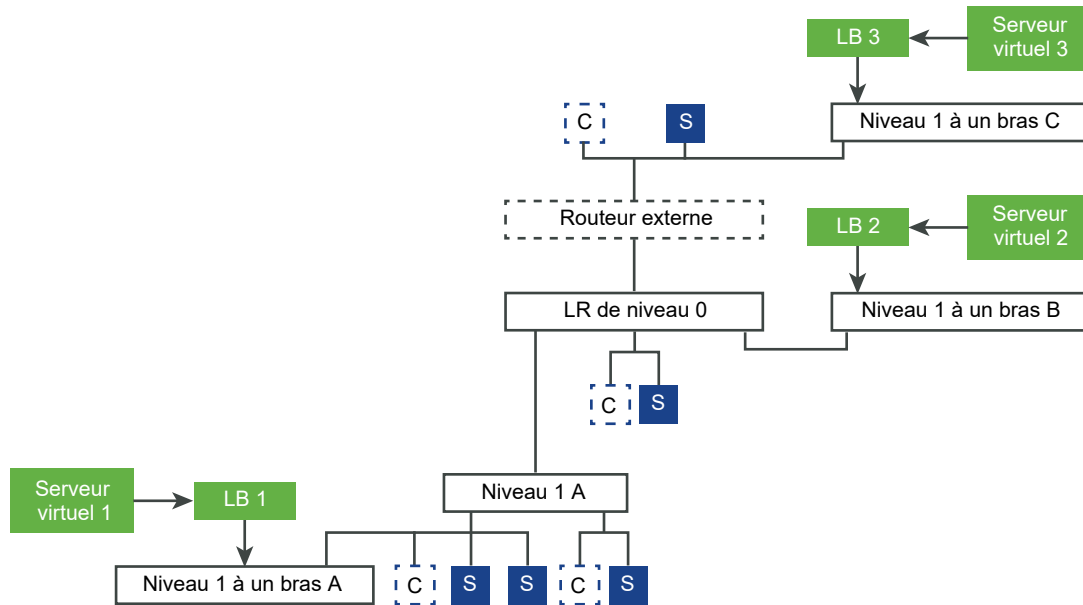 LB 3
Serveur
virtuel 3
C
S
Niveau 1 à un bras C
Routeur externe
LB 2
Serveur
virtuel 2
LR de niveau 0
Niveau 1 à un bras B
C
S
Niveau 1 A
Serveur
virtuel 1
LB 1
Niveau 1 à un bras A
C
S
S
C
S